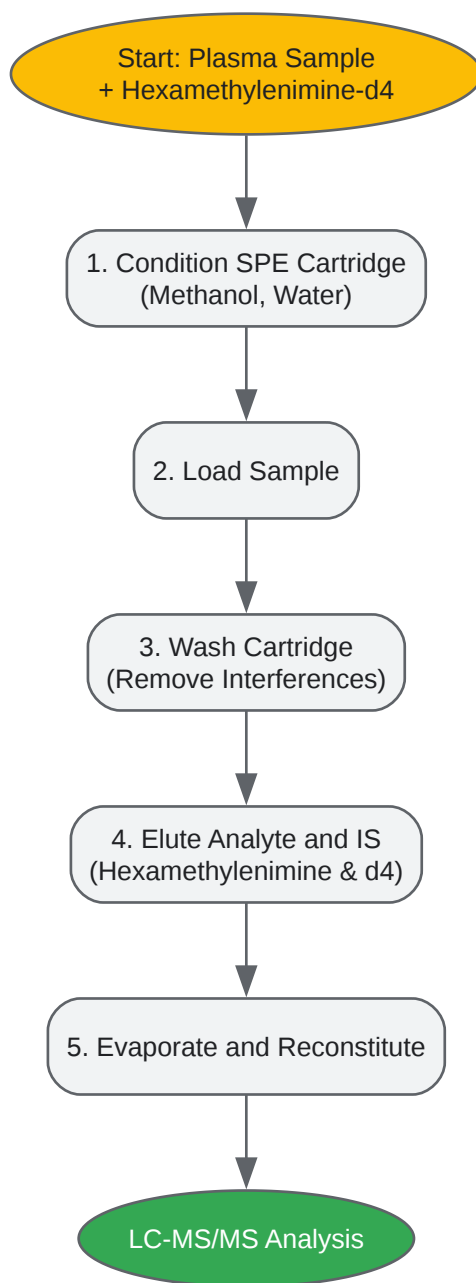 Start: Plasma Sample
+ Hexamethylenimine-d4
1. Condition SPE Cartridge
(Methanol, Water)
2. Load Sample
3. Wash Cartridge
(Remove Interferences)
4. Elute Analyte and IS
(Hexamethylenimine & d4)
5. Evaporate and Reconstitute
LC-MS/MS Analysis